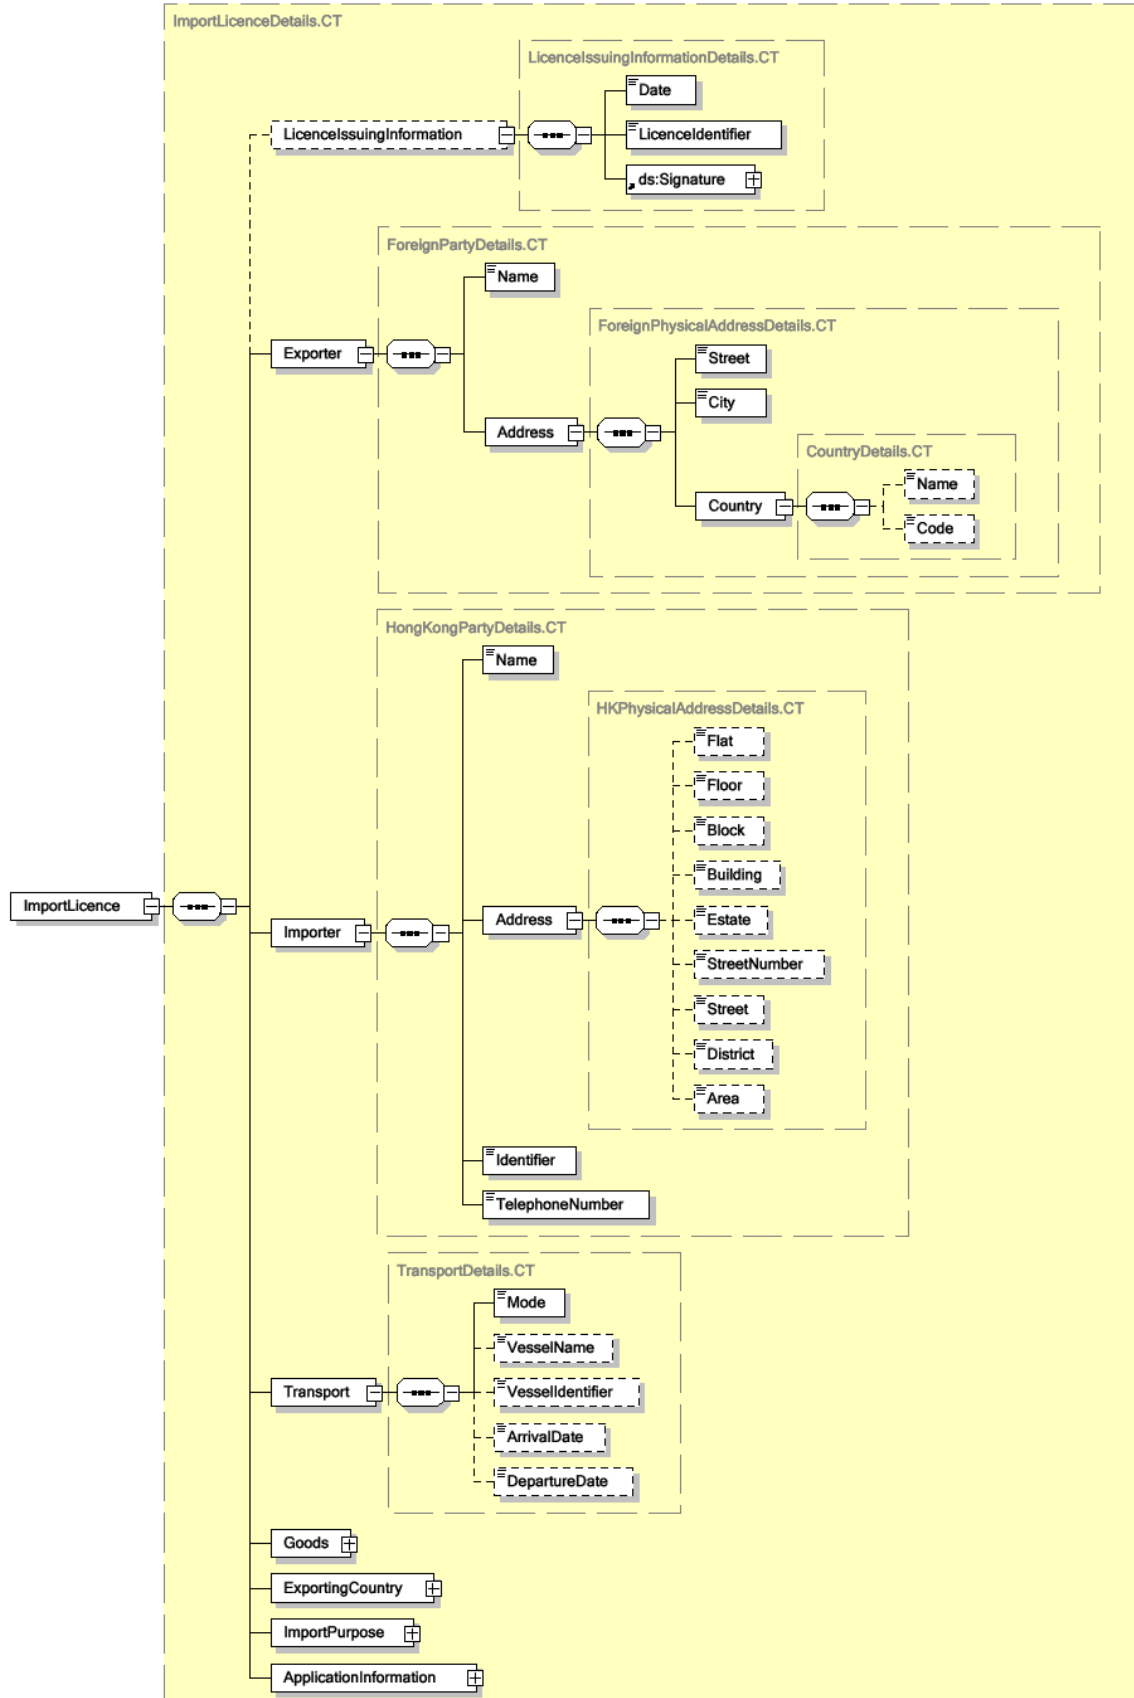 ImportLicenceDetails.CT
LicenceIssuingInformationDetails.CT
Date
LicenceIssuingInformation
LicenceIdentifier
ds:Signature
ForeignPartyDetails.CT
Name
ForeignPhysicalAddressDetails.CT
Exporter
Street
City
Address
CountryDetails.CT
Name
Country
Code
HongKongPartyDetails.CT
Name
HKPhysicalAddressDetails.CT
Flat
Floor
Block
Building
ImportLicence
Importer
Address
Estate
StreetNumber
Street
District
Area
Identifier
TelephoneNumber
TransportDetails.CT
Mode
VesselName
Transport
VesselIdentifier
ArrivalDate
DepartureDate
Goods
ExportingCountry
ImportPurpose
ApplicationInformation